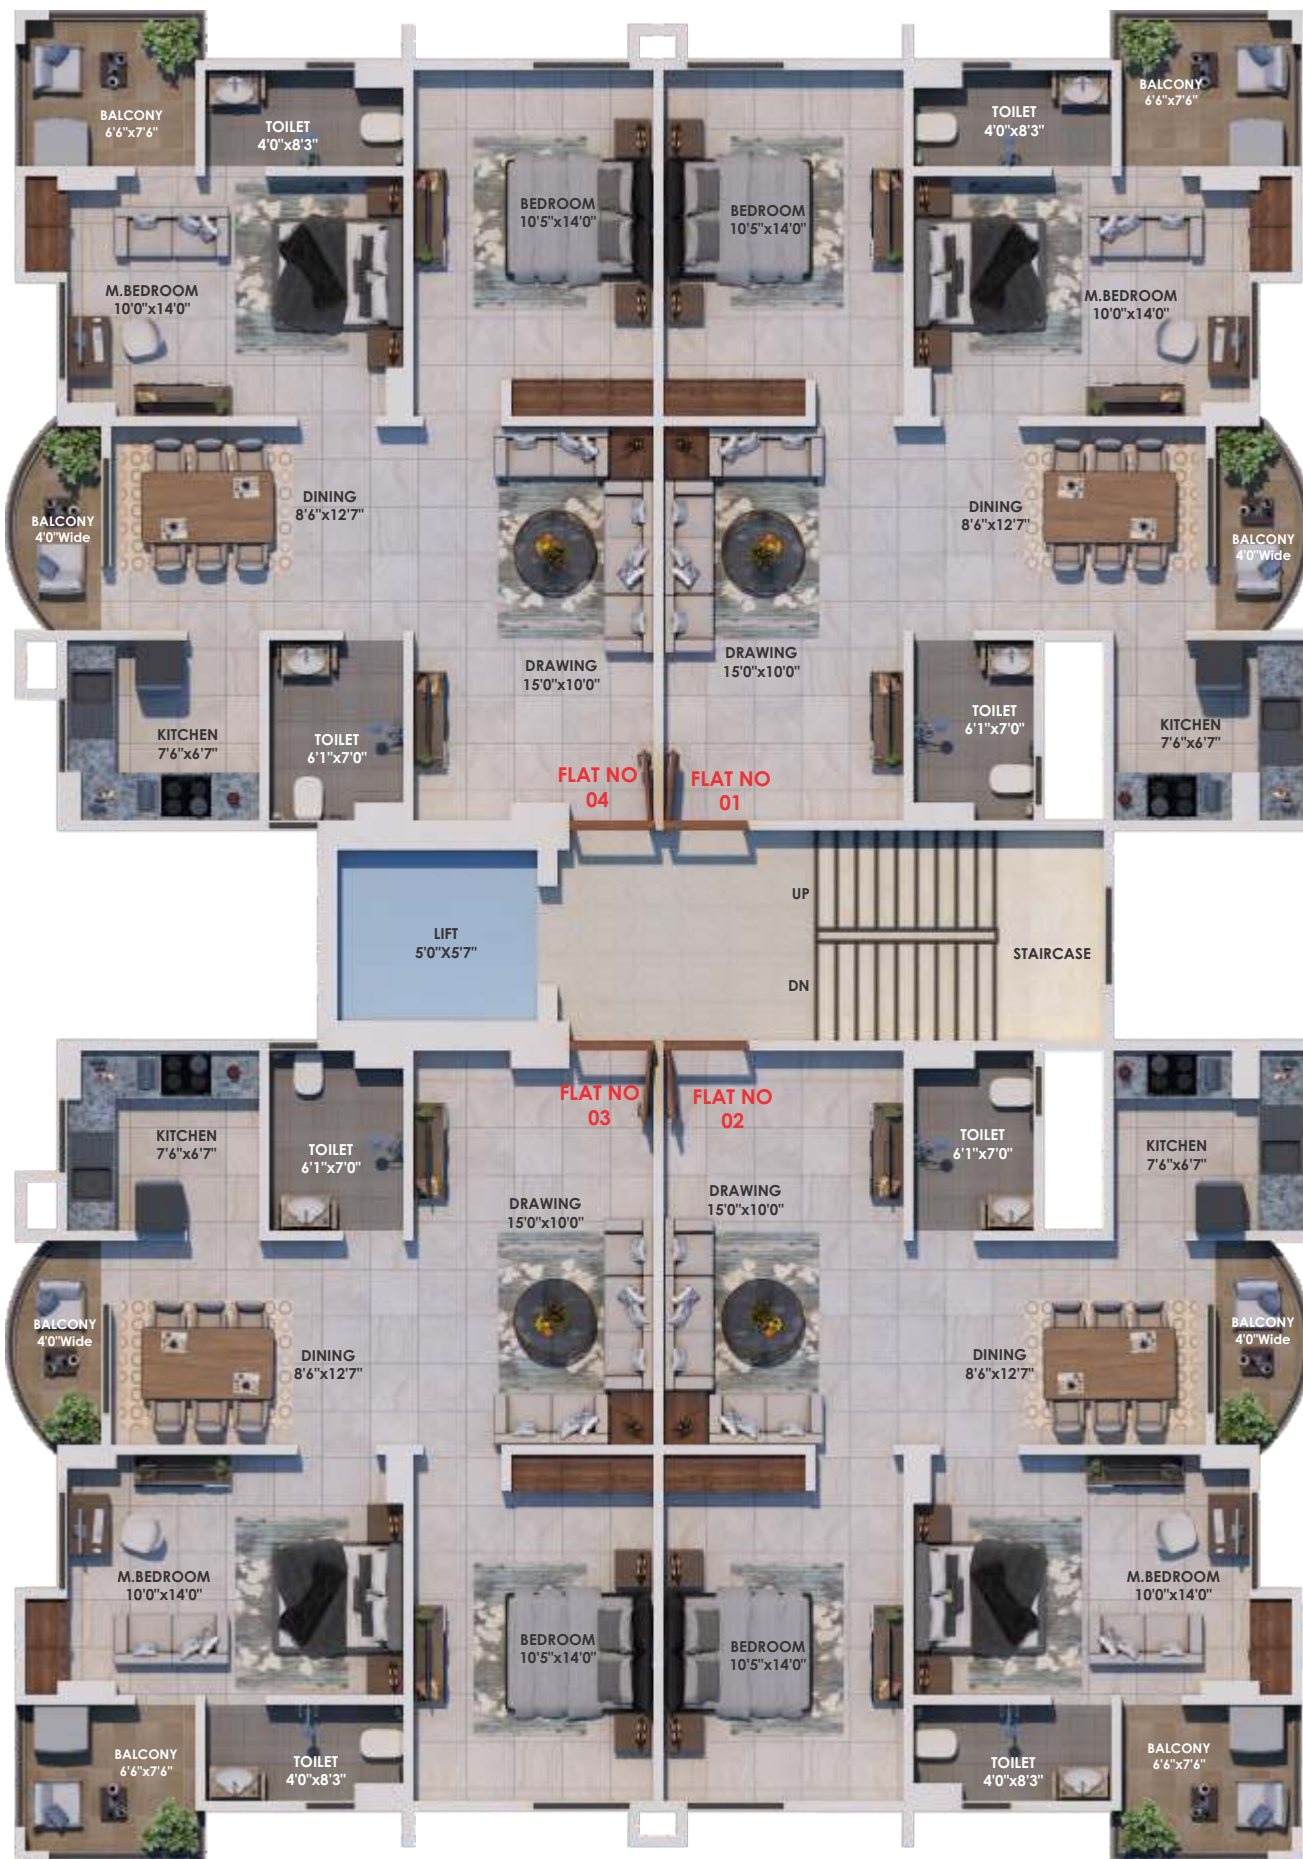 BALCONY
6'6"x7'6"
TOILET
4'0"x8'3"
BEDROOM
10'5"x14'0"
M.BEDROOM
10'0"x14'0"
BEDROOM
10'5"x14'0"
TOILET
4'0"x8'3"
BALCONY
6'6"x7'6"
M.BEDROOM
10'0"x14'0"
BALCONY
4'0"Wide
DINING
8'6"x12'7"
DRAWING
15'0"x10'0"
KITCHEN
7'6"x6'7"
TOILET
6'1"x7'0"
FLAT NO
04
DRAWING
15'0"x10'0"
DINING
8'6"x12'7"
BALCONY
4'0"Wide
TOILET
6'1"x7'0"
KITCHEN
7'6"x6'7"
FLAT NO
01
LIFT
5'0"X5'7"
UP
DN
STAIRCASE
FLAT NO
03
KITCHEN
7'6"x6'7"
TOILET
6'1"x7'0"
DRAWING
15'0"x10'0"
BALCONY
4'0"Wide
DINING
8'6"x12'7"
FLAT NO
02
TOILET
6'1"x7'0"
KITCHEN
7'6"x6'7"
DRAWING
15'0"x10'0"
DINING
8'6"x12'7"
BALCONY
4'0"Wide
M.BEDROOM
10'0"x14'0"
BEDROOM
10'5"x14'0"
BALCONY
6'6"x7'6"
TOILET
4'0"x8'3"
BEDROOM
10'5"x14'0"
M.BEDROOM
10'0"x14'0"
TOILET
4'0"x8'3"
BALCONY
6'6"x7'6"